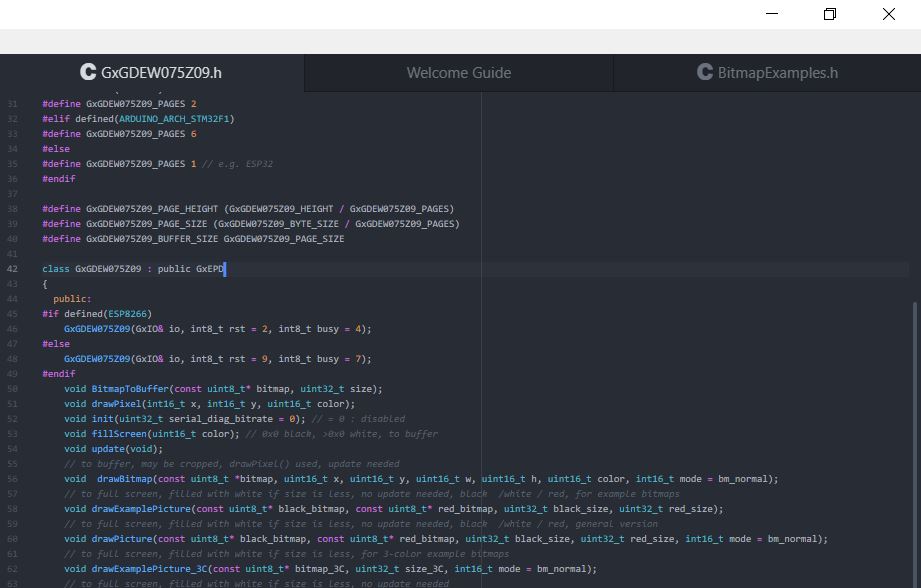 GxGDEW075Z09.h
Welcome Guide
BitmapExamples.h
31 #define GxGDEW075Z09_PAGES 2
32 #elif defined(ARDUINO_ARCH_STM32F1)
33 #define GxGDEW075Z09_PAGES 6
34 #else
35 #define GxGDEW075Z09_PAGES 1 // e.g. ESP32
36 #endif
37
38 #define GxGDEW075Z09_PAGE_HEIGHT (GxGDEW075Z09_HEIGHT / GxGDEW075Z09_PAGES)
39 #define GxGDEW075Z09_PAGE_SIZE (GxGDEW075Z09_BYTE_SIZE / GxGDEW075Z09_PAGES)
40 #define GxGDEW075Z09_BUFFER_SIZE GxGDEW075Z09_PAGE_SIZE
41
42 class GxGDEW075Z09 : public GxEPD
43 {
44 public:
45 #if defined(ESP8266)
46 GxGDEW075Z09(GxIO& io, int8_t rst = 2, int8_t busy = 4);
47 #else
48 GxGDEW075Z09(GxIO& io, int8_t rst = 9, int8_t busy = 7);
49 #endif
50 void BitmapToBuffer(const uint8_t* bitmap, uint32_t size);
51 void drawPixel(int16_t x, int16_t y, uint16_t color);
52 void init(uint32_t serial_diag_bitrate = 0); // = 0 : disabled
53 void fillScreen(uint16_t color); // 0x0 black, >0x0 white, to buffer
54 void update(void);
55 // to buffer, may be cropped, drawPixel() used, update needed
56 void  drawBitmap(const uint8_t *bitmap, uint16_t x, uint16_t y, uint16_t w, uint16_t h, uint16_t color, int16_t mode = bm_normal);
57 // to full screen, filled with white if size is less, no update needed, black  /white / red, for example bitmaps
58 void drawExamplePicture(const uint8_t* black_bitmap, const uint8_t* red_bitmap, uint32_t black_size, uint32_t red_size);
59 // to full screen, filled with white if size is less, no update needed, black  /white / red, general version
60 void drawPicture(const uint8_t* black_bitmap, const uint8_t* red_bitmap, uint32_t black_size, uint32_t red_size, int16_t mode = bm_normal);
61 // to full screen, filled with white if size is less, for 3-color example bitmaps
62 void drawExamplePicture_3C(const uint8_t* bitmap_3C, uint32_t size_3C, int16_t mode = bm_normal);
63 // to full screen, filled with white if size is less, no update needed